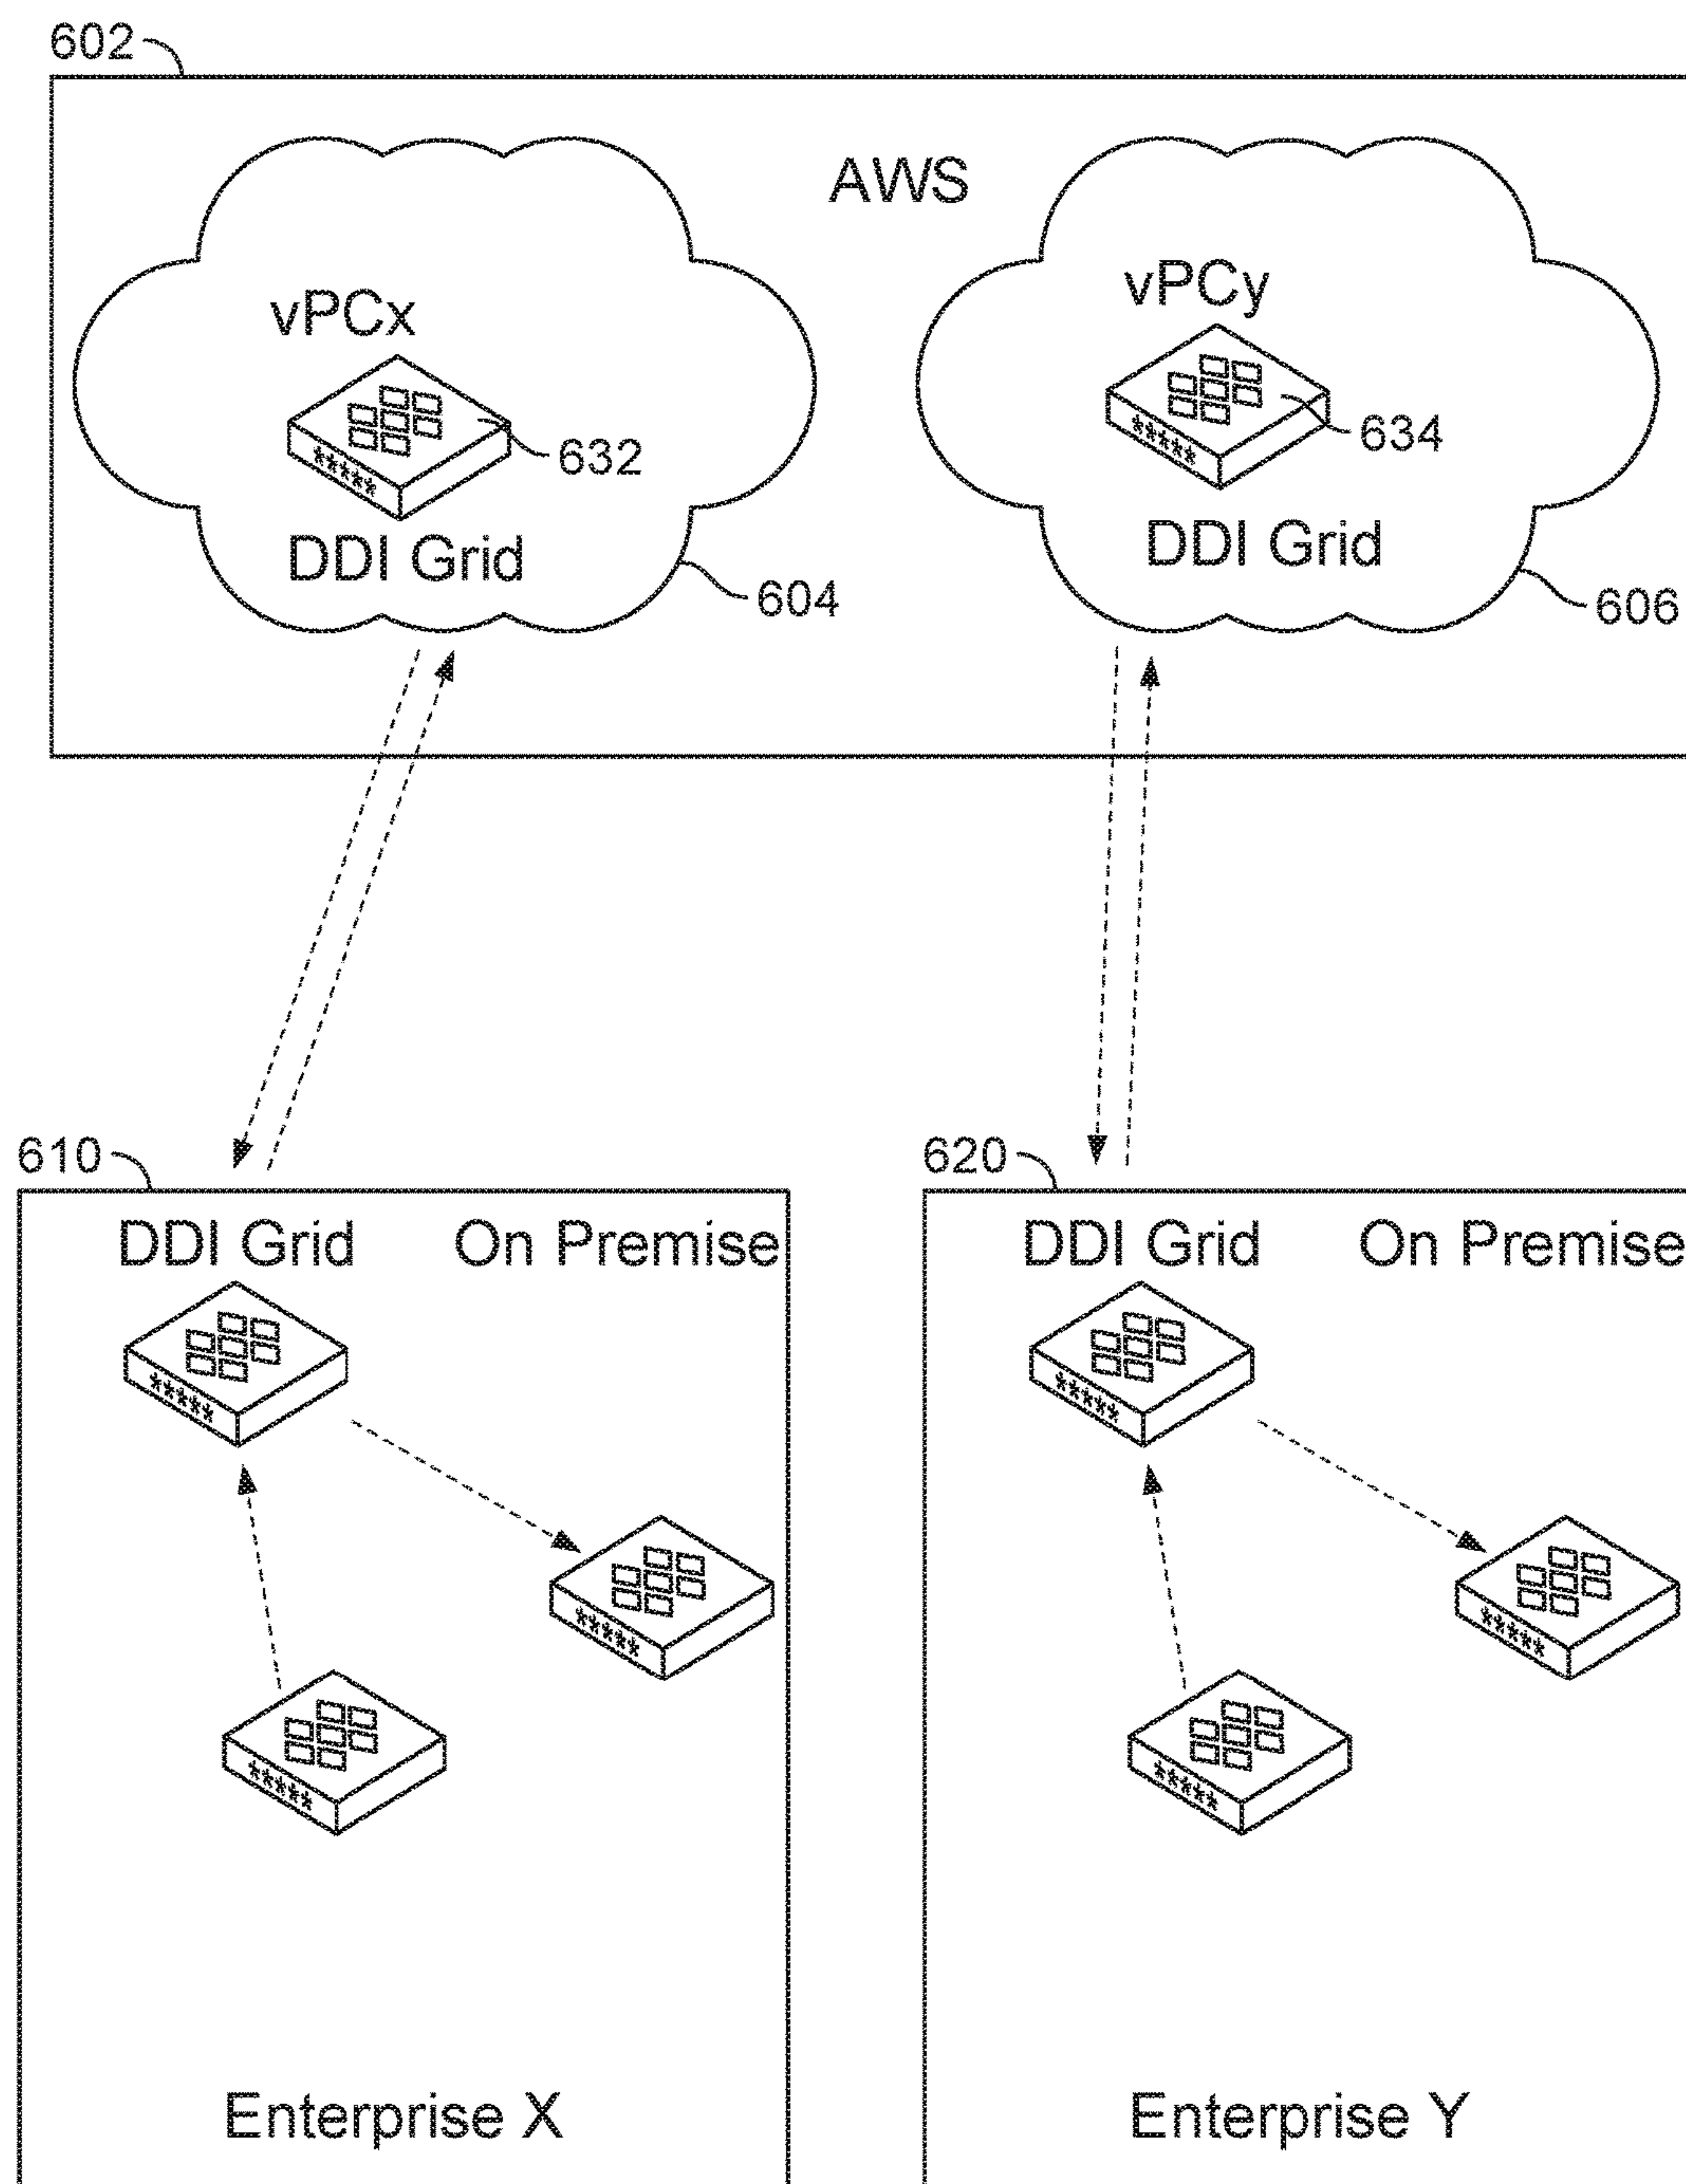 602
AWS
vPCx
vPCy
632
634
DDI Grid
DDI Grid
604
606
610
620
DDI Grid
On Premise
DDI Grid
On Premise
*****
*****
*****
*****
*****
*****
*****
*****
Enterprise X
Enterprise Y